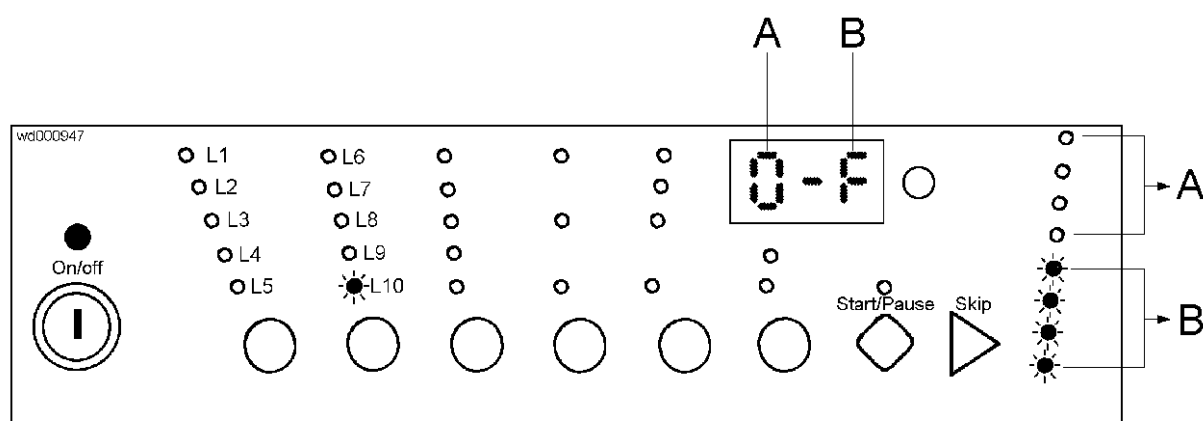 A B
wd000947
L1 L6
L2 L7
L3 L8
L4 L9
L5 L10
0-F
A
On/off
Start/Pause Skip
B